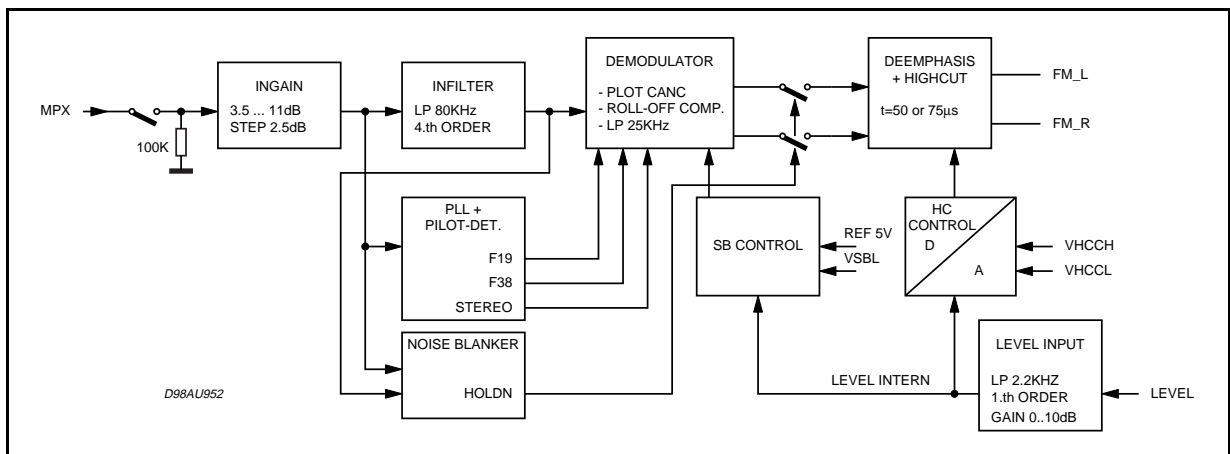 MPX
100K
INGAIN
3.5 ... 11dB
STEP 2.5dB
INFILTER
LP 80KHz
4.th ORDER
DEMODULATOR
- PLOT CANC
- ROLL-OFF COMP.
- LP 25KHz
DEEMPHASIS
+ HIGHCUT
t=50 or 75µs
FM_L
FM_R
PLL +
PILOT-DET.
F19
F38
STEREO
SB CONTROL
REF 5V
VSBL
HC
CONTROL
D
A
VHCCH
VHCCL
NOISE BLANKER
HOLDN
LEVEL INTERN
LEVEL INPUT
LP 2.2KHZ
1.th ORDER
GAIN 0..10dB
LEVEL
D98AU952